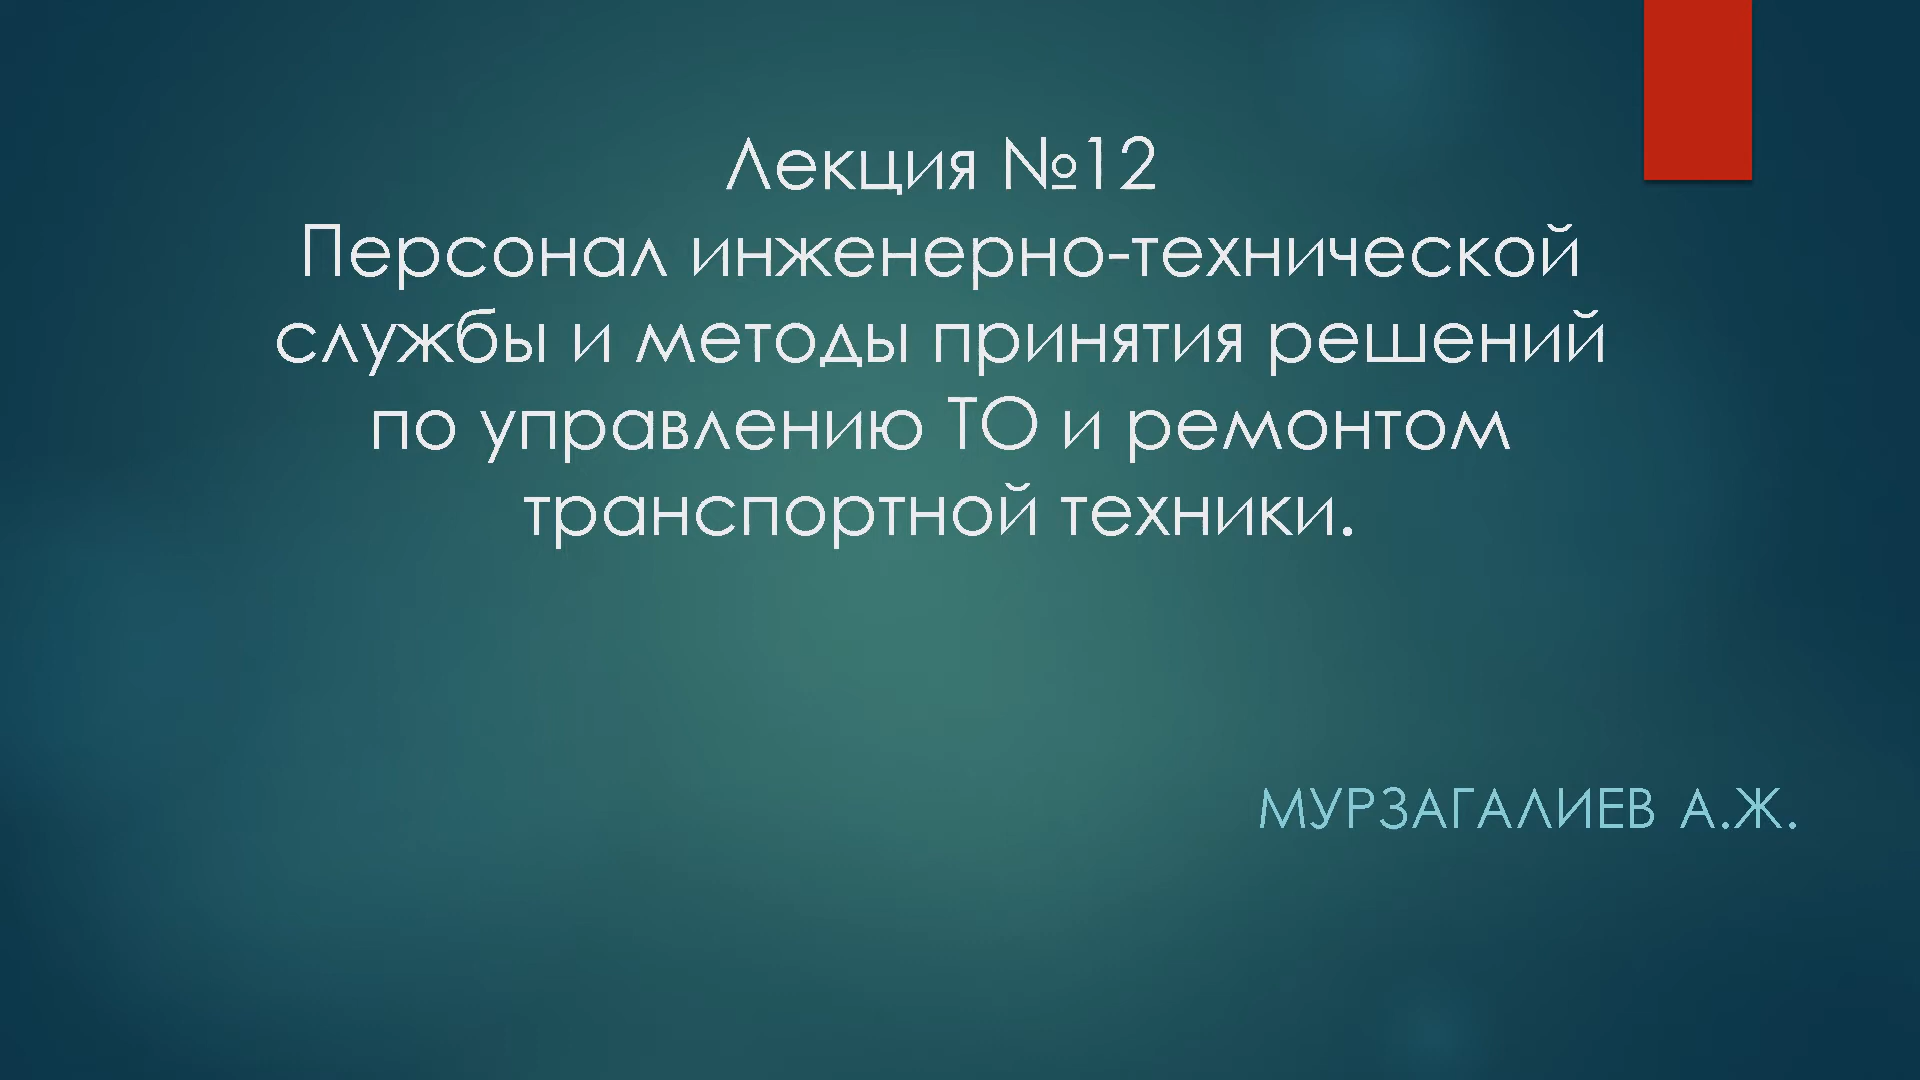 Лекция №12
Персонал инженерно-технической
службы и методы принятия решений
по управлению ТО и ремонтом
транспортной техники.
МУРЗАГАЛИЕВ А.Ж.